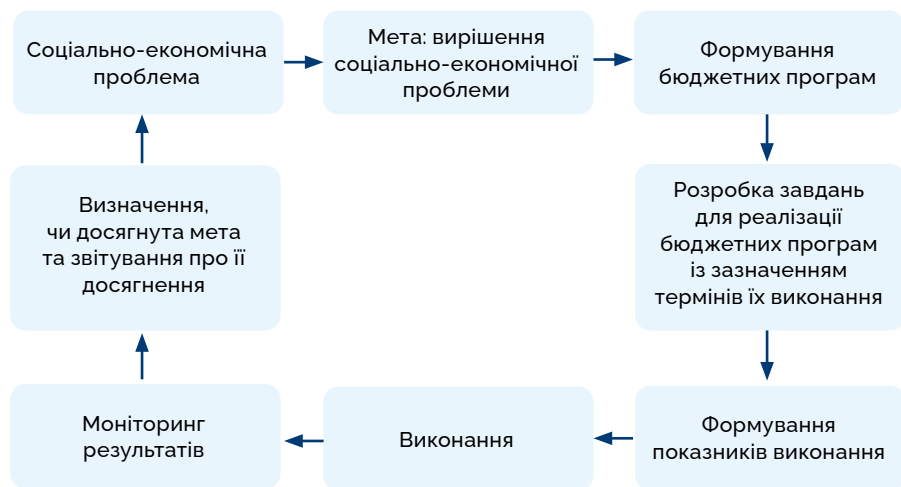 Соціально-економічна
проблема
Мета: вирішення
соціально-економічної
проблеми
Формування
бюджетних програм
Розробка завдань
для реалізації
бюджетних програм
із зазначенням
термінів їх виконання
Формування
показників виконання
Виконання
Моніторинг
результатів
Визначення,
чи досягнута мета
та звітування про її
досягнення